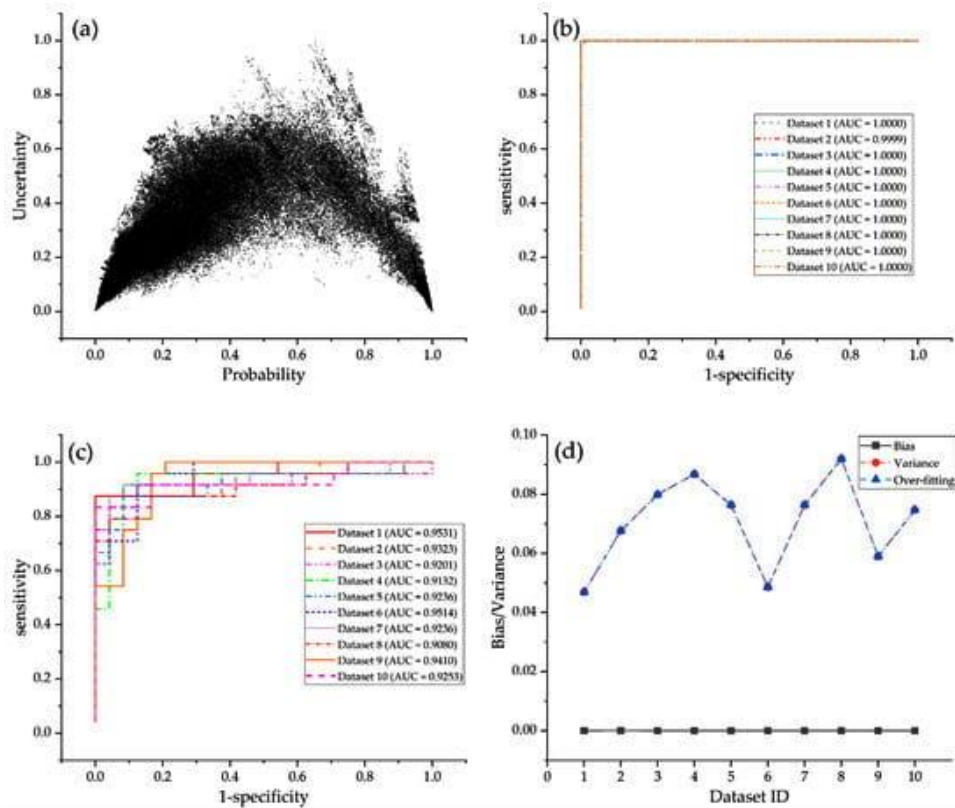 (a)
1.0
0.8
0.6
0.4
0.2
0.0
Uncertainty
0.0 0.2 0.4 0.6 0.8 1.0
Probability
(b)
1.0
0.8
0.6
0.4
0.2
0.0
sensitivity
Dataset 1 (AUC = 1.0000)
Dataset 2 (AUC = 0.9999)
Dataset 3 (AUC = 1.0000)
Dataset 4 (AUC = 1.0000)
Dataset 5 (AUC = 1.0000)
Dataset 6 (AUC = 1.0000)
Dataset 7 (AUC = 1.0000)
Dataset 8 (AUC = 1.0000)
Dataset 9 (AUC = 1.0000)
Dataset 10 (AUC = 1.0000)
0.0 0.2 0.4 0.6 0.8 1.0
1-specificity
(c)
1.0
0.8
0.6
0.4
0.2
0.0
sensitivity
Dataset 1 (AUC = 0.9531)
Dataset 2 (AUC = 0.9323)
Dataset 3 (AUC = 0.9201)
Dataset 4 (AUC = 0.9132)
Dataset 5 (AUC = 0.9236)
Dataset 6 (AUC = 0.9514)
Dataset 7 (AUC = 0.9236)
Dataset 8 (AUC = 0.9080)
Dataset 9 (AUC = 0.9410)
Dataset 10 (AUC = 0.9253)
0.0 0.2 0.4 0.6 0.8 1.0
1-specificity
(d)
0.10
0.08
0.06
0.04
0.02
0.00
Bias/Variance
Bias
Variance
Over-fitting
0 1 2 3 4 5 6 7 8 9 10
Dataset ID